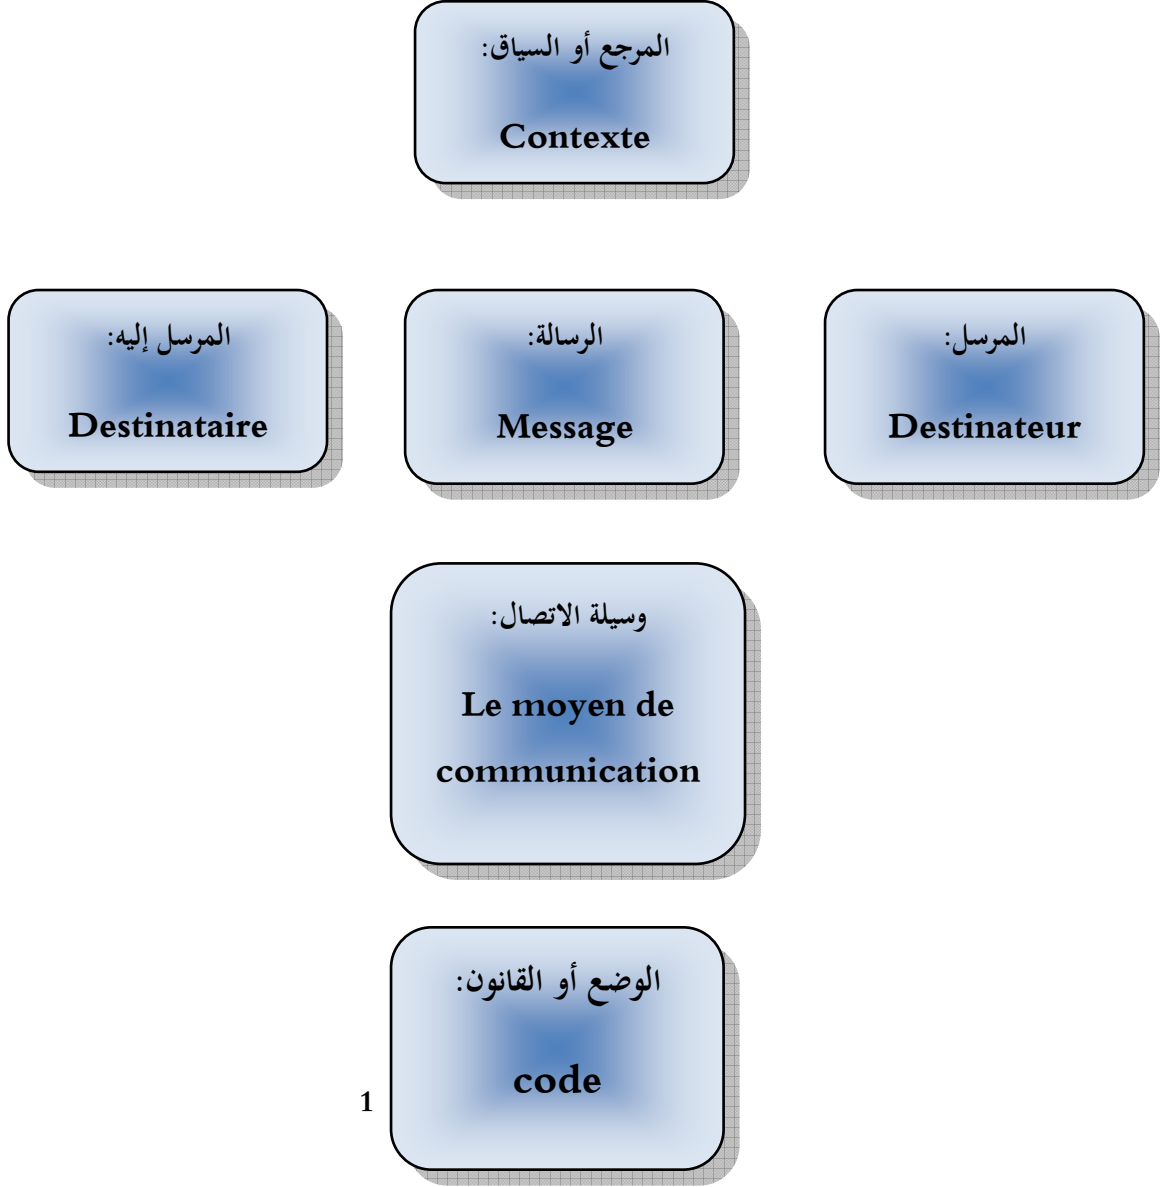 المرجع أو السياق:
Contexte
المرسل:
Destinateur
الرسالة:
Message
المرسل إليه:
Destinataire
وسيلة الاتصال:
Le moyen de
communication
الوضع أو القانون:
code
1